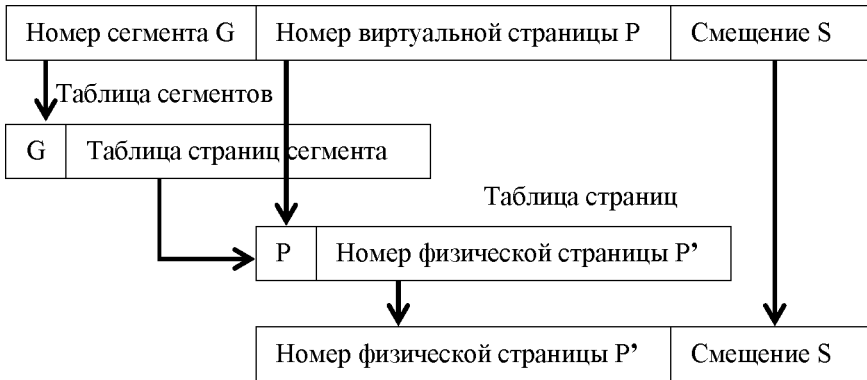 Номер сегмента G Номер виртуальной страницы P Смещение S
Таблица сегментов
G Таблица страниц сегмента
Таблица страниц
P Номер физической страницы P’
Номер физической страницы P’ Смещение S